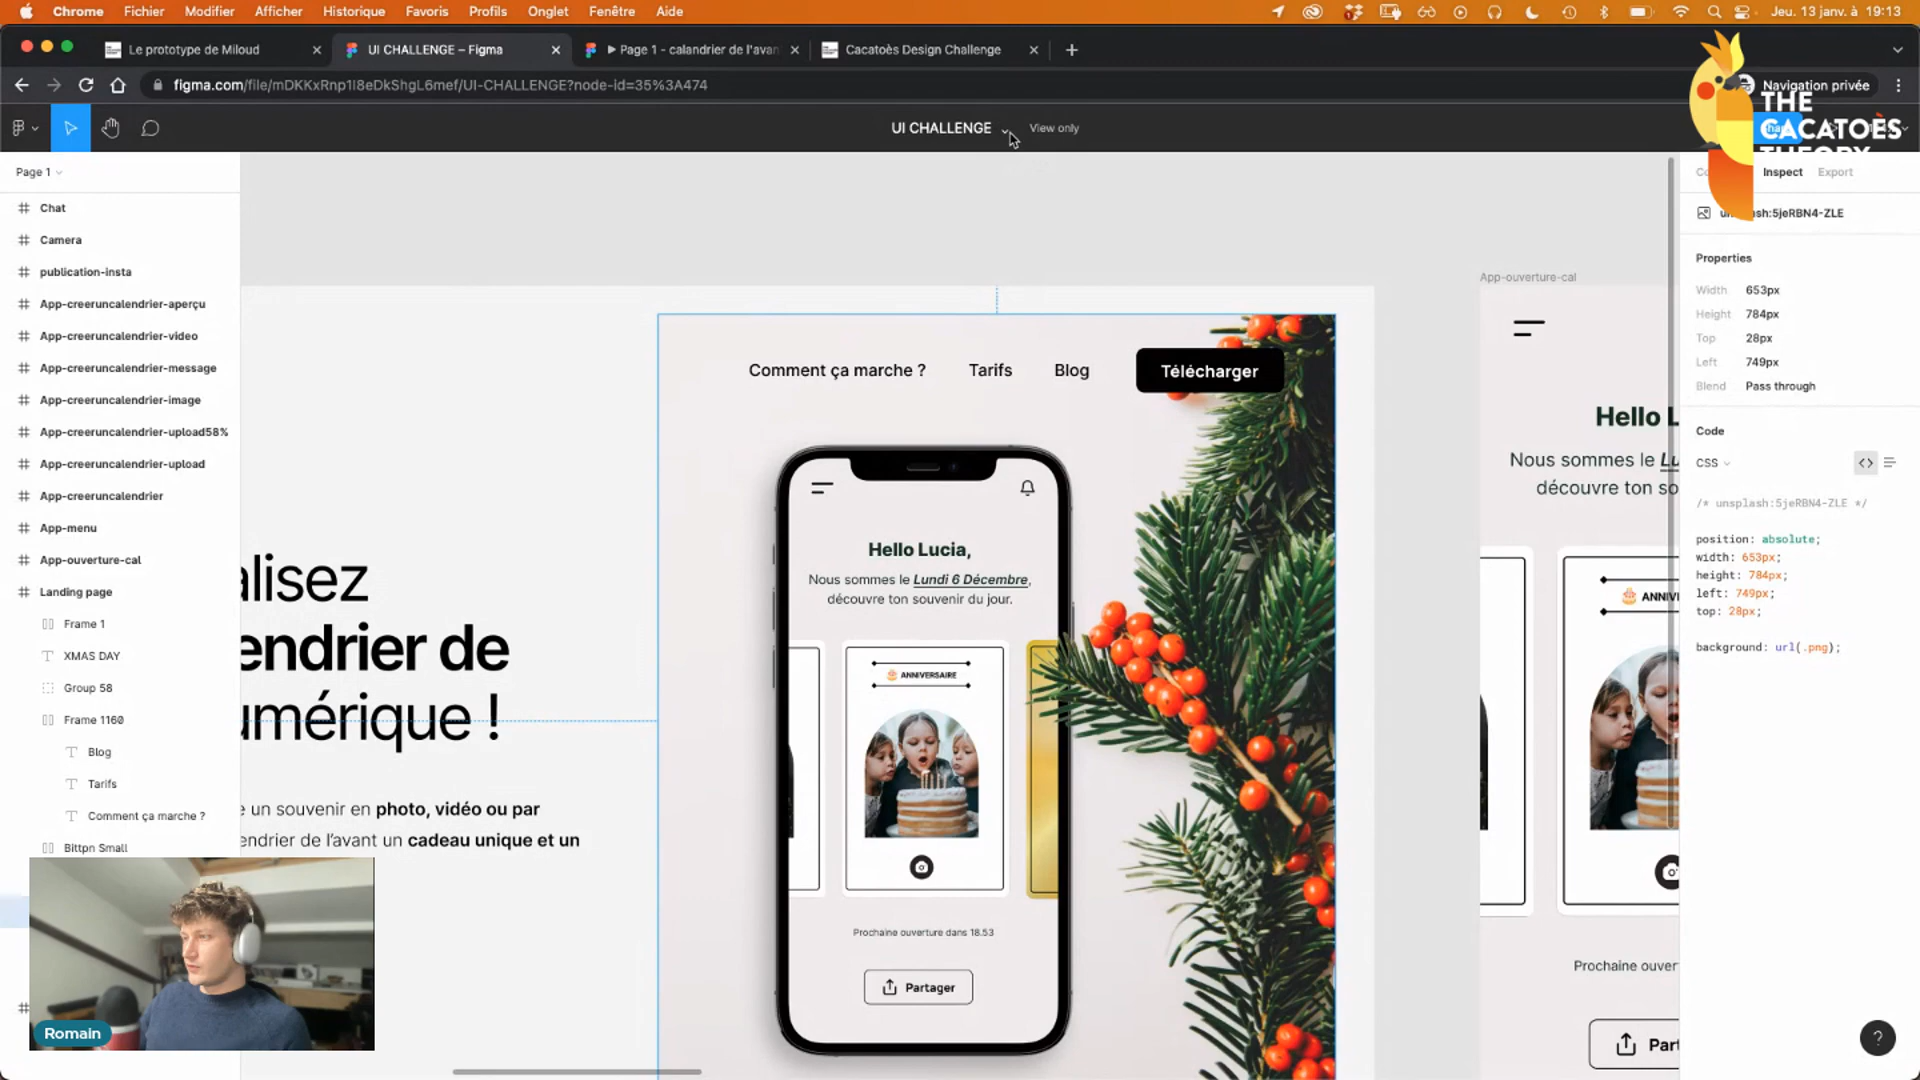 Chrome Fichier Modifier Afficher Historique Favoris Profils Onglet Fenêtre Aide
Jeu. 13 janv. à 19:13
Le prototype de Miloud
UI CHALLENGE – Figma
Page 1 - calandrier de l'avan
Cacatoès Design Challenge
figma.com/file/mDKKxRnp1I8eDkShgL6mef/UI-CHALLENGE?node-id=35%3A474
Navigation privée
THE
CACATOES
THEORY
UI CHALLENGE
View only
Page 1
Chat
Camera
publication-insta
App-creeruncalendrier-aperçu
App-creeruncalendrier-video
App-creeruncalendrier-message
App-creeruncalendrier-image
App-creeruncalendrier-upload58%
App-creeruncalendrier-upload
App-creeruncalendrier
App-menu
App-ouverture-cal
Landing page
Frame 1
XMAS DAY
Group 58
Frame 1160
Blog
Tarifs
Comment ça marche ?
Bittpn Small
Romain
alisez
endrier de
umérique !
e un souvenir en photo, vidéo ou par
endrier de l'avant un cadeau unique et un
Comment ça marche ? Tarifs Blog Télécharger
Hello Lucia,
Nous sommes le Lundi 6 Décembre,
découvre ton souvenir du jour.
ANNIVERSAIRE
Prochaine ouverture dans 18.53
Partager
App-ouverture-cal
Hello L
Nous sommes le Lu
découvre ton so
ANNIV
Prochaine ouver
Part
Inspect Export
unsplash:5jeRBN4-ZLE
Properties
Width 653px
Height 784px
Top 28px
Left 749px
Blend Pass through
Code
CSS
/* unsplash:5jeRBN4-ZLE */
position: absolute;
width: 653px;
height: 784px;
left: 749px;
top: 28px;
background: url(.png);
?